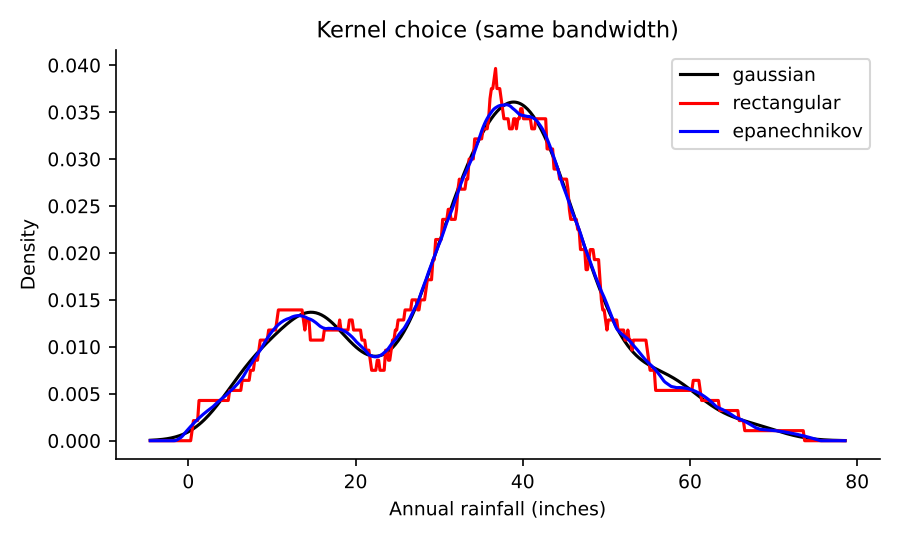 Kernel choice (same bandwidth)
gaussian
rectangular
epanechnikov
0.040
0.035
0.030
0.025
0.020
0.015
0.010
0.005
0.000
Density
0 20 40 60 80
Annual rainfall (inches)